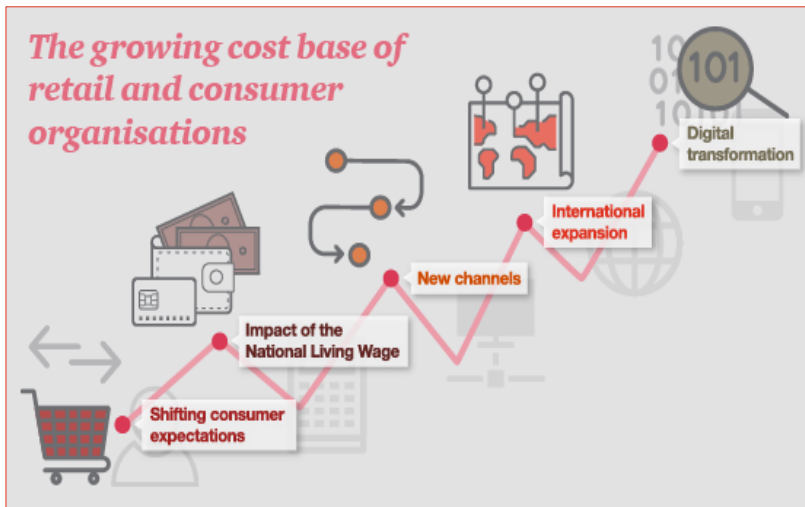 The growing cost base of
retail and consumer
organisations
101
Digital
transformation
International
expansion
New channels
Impact of the
National Living Wage
Shifting consumer
expectations